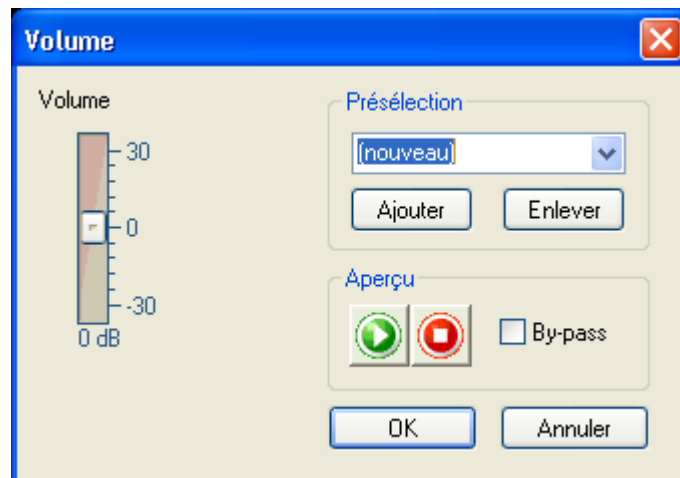 Volume
Volume
30
0
-30
0 dB
Présélection
(nouveau)
Ajouter
Enlever
Aperçu
By-pass
OK
Annuler